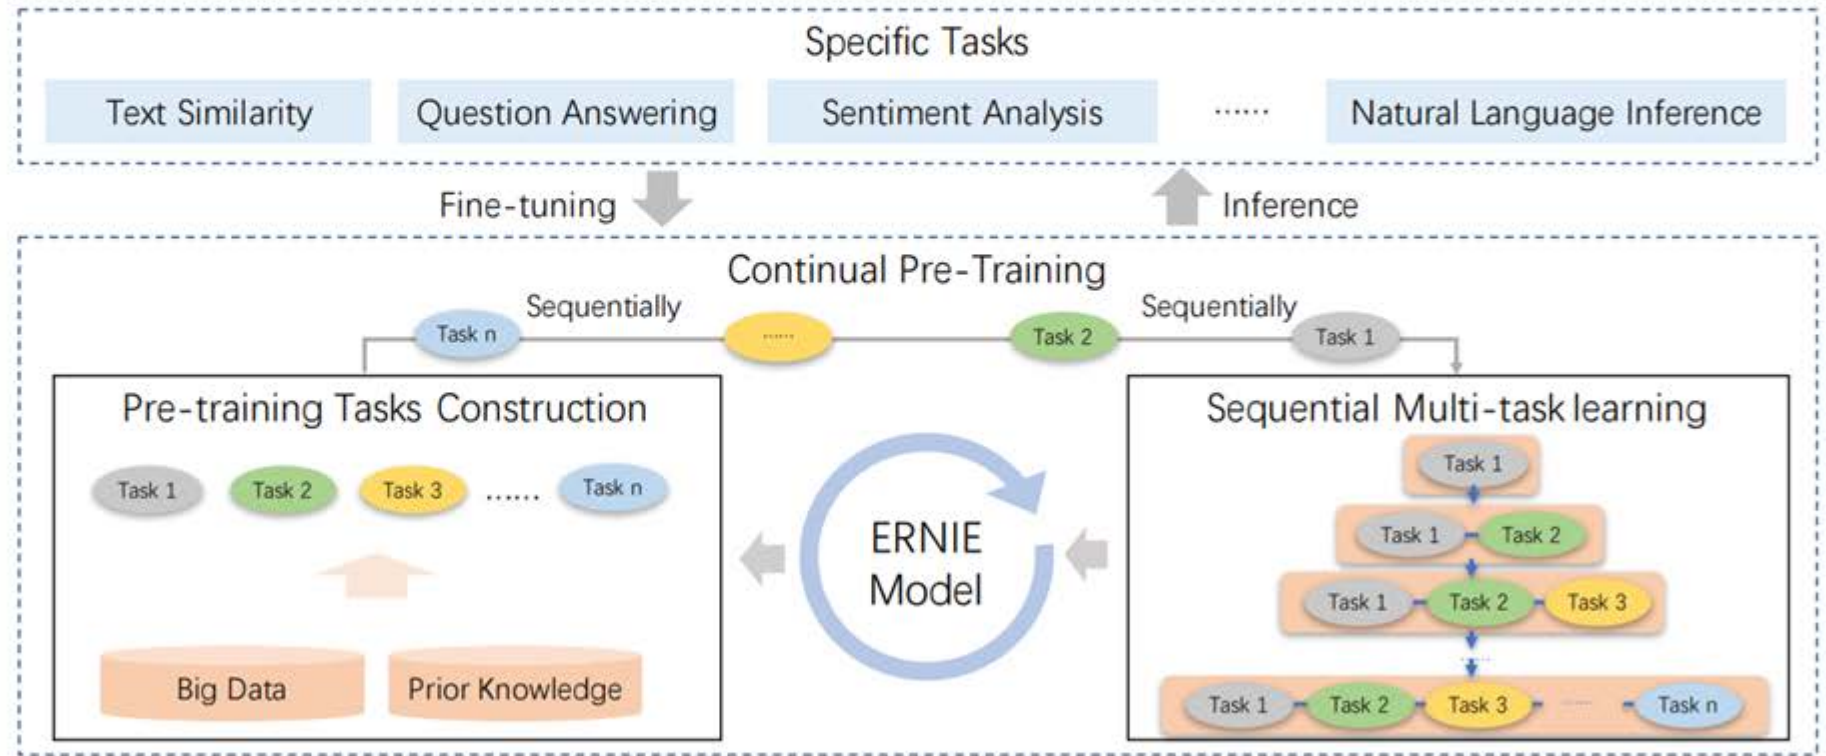 Specific Tasks
Text Similarity
Question Answering
Sentiment Analysis
......
Natural Language Inference
Fine-tuning
Inference
Continual Pre-Training
Sequentially
Sequentially
Task n
......
Task 2
Task 1
Pre-training Tasks Construction
Task 1
Task 2
Task 3
......
Task n
Big Data
Prior Knowledge
ERNIE
Model
Sequential Multi-task learning
Task 1
Task 1
Task 2
Task 1
Task 2
Task 3
......
Task 1
Task 2
Task 3
......
Task n